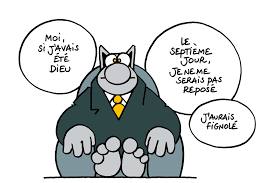 MOI,
SI J'AVAIS
ÉTÉ
DIEU
LE
SEPTIÈME
JOUR,
JE NE ME
SERAIS PAS
REPOSÉ
J'AURAIS
FIGNOLÉ